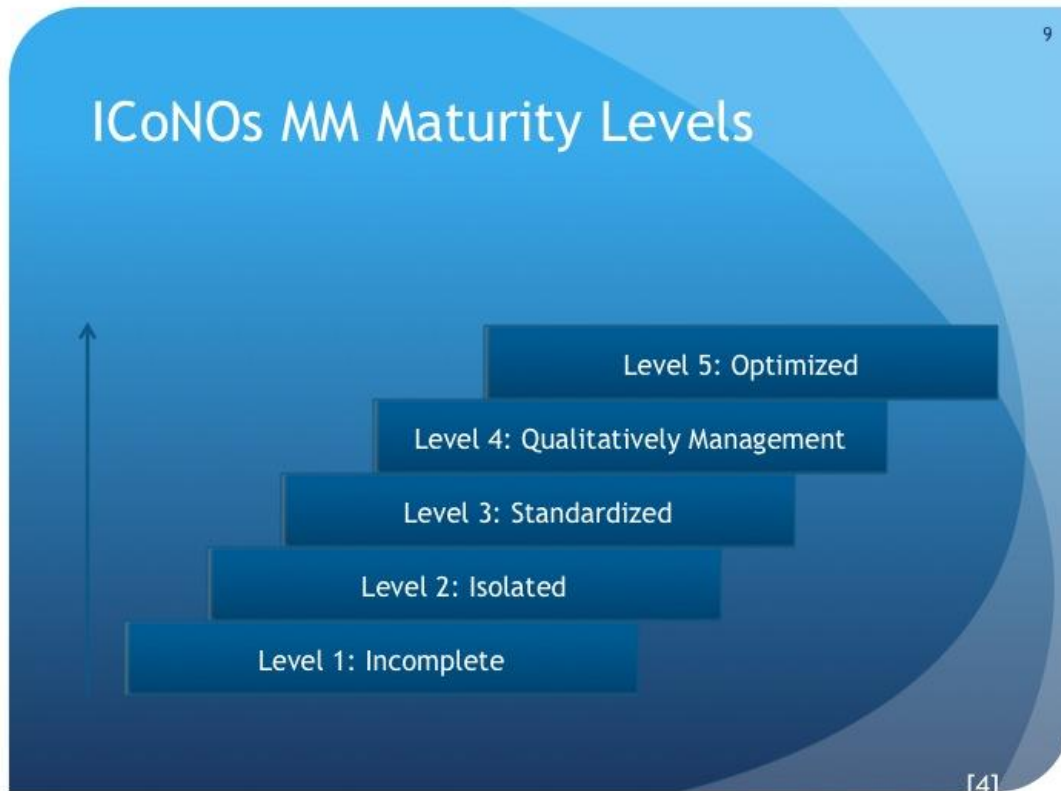 9
ICoNOs MM Maturity Levels
Level 5: Optimized
Level 4: Qualitatively Management
Level 3: Standardized
Level 2: Isolated
Level 1: Incomplete
[4]